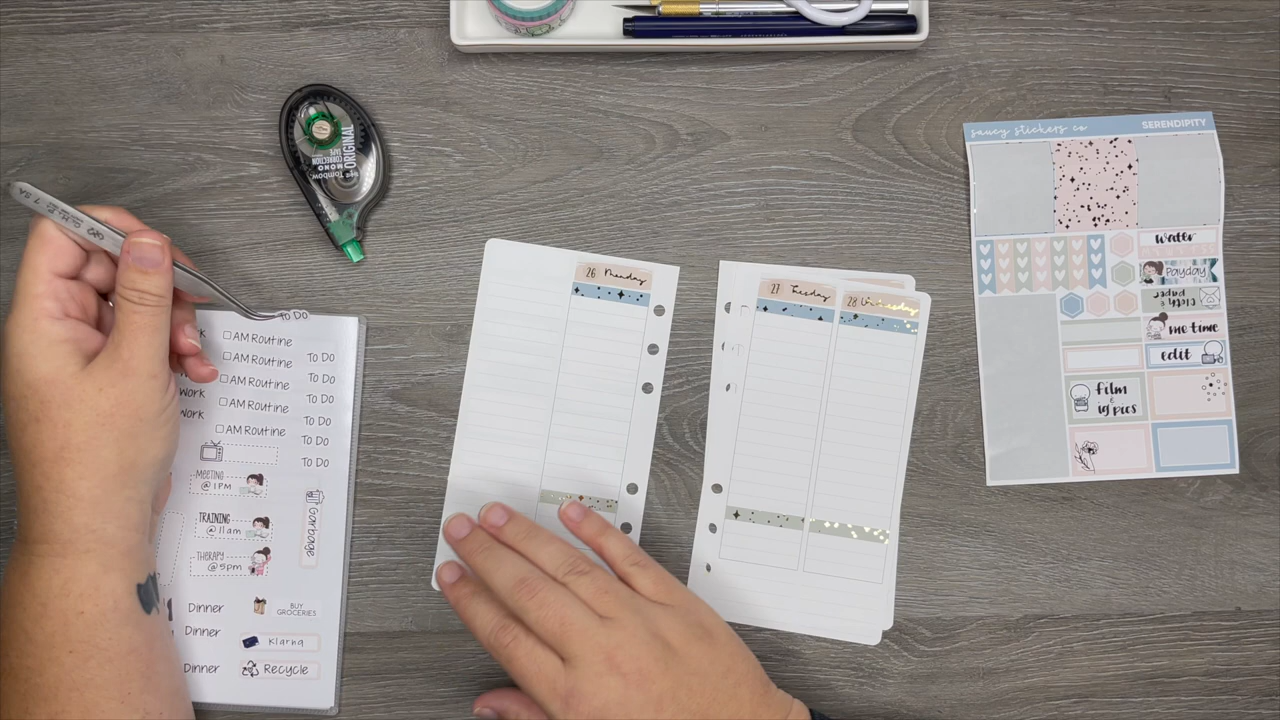 ORIGINAL
MONO
CORRECTION
TAPE
Tombow
To Do
Work
AM Routine
AM Routine
To Do
AM Routine
To Do
Work
AM Routine
To Do
Work
AM Routine
To Do
To Do
To Do
MEETING
@ 1PM
TRAINING
@ 11am
THERAPY
@ 5pm
Garbage
Dinner
BUY
GROCERIES
Dinner
Klarna
Dinner
Recycle
26 Monday
27 Tuesday
28 Wednesday
saucy stickers co
SERENDIPITY
water
Payday
me time
edit
film
& ig pics